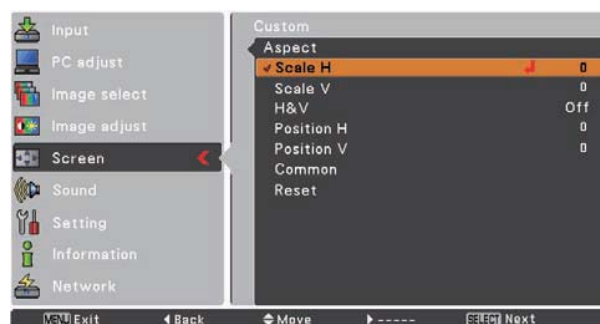 Input
PC adjust
Image select
Image adjust
Screen
Sound
Setting
Information
Network
Custom
Aspect
Scale H 0
Scale V 0
H&V Off
Position H 0
Position V 0
Common
Reset
MENU Exit Back Move ----- SELECT Next